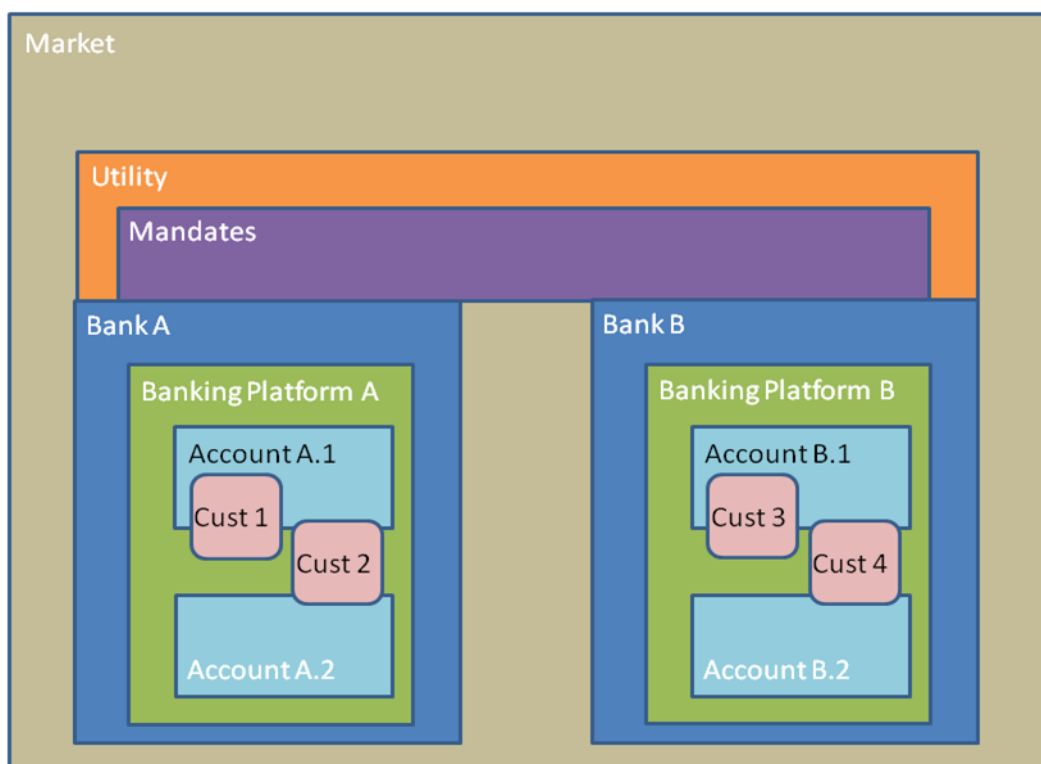 Market
Utility
Mandates
Bank A
Bank B
Banking Platform A
Banking Platform B
Account A.1
Account B.1
Cust 1
Cust 3
Cust 2
Cust 4
Account A.2
Account B.2